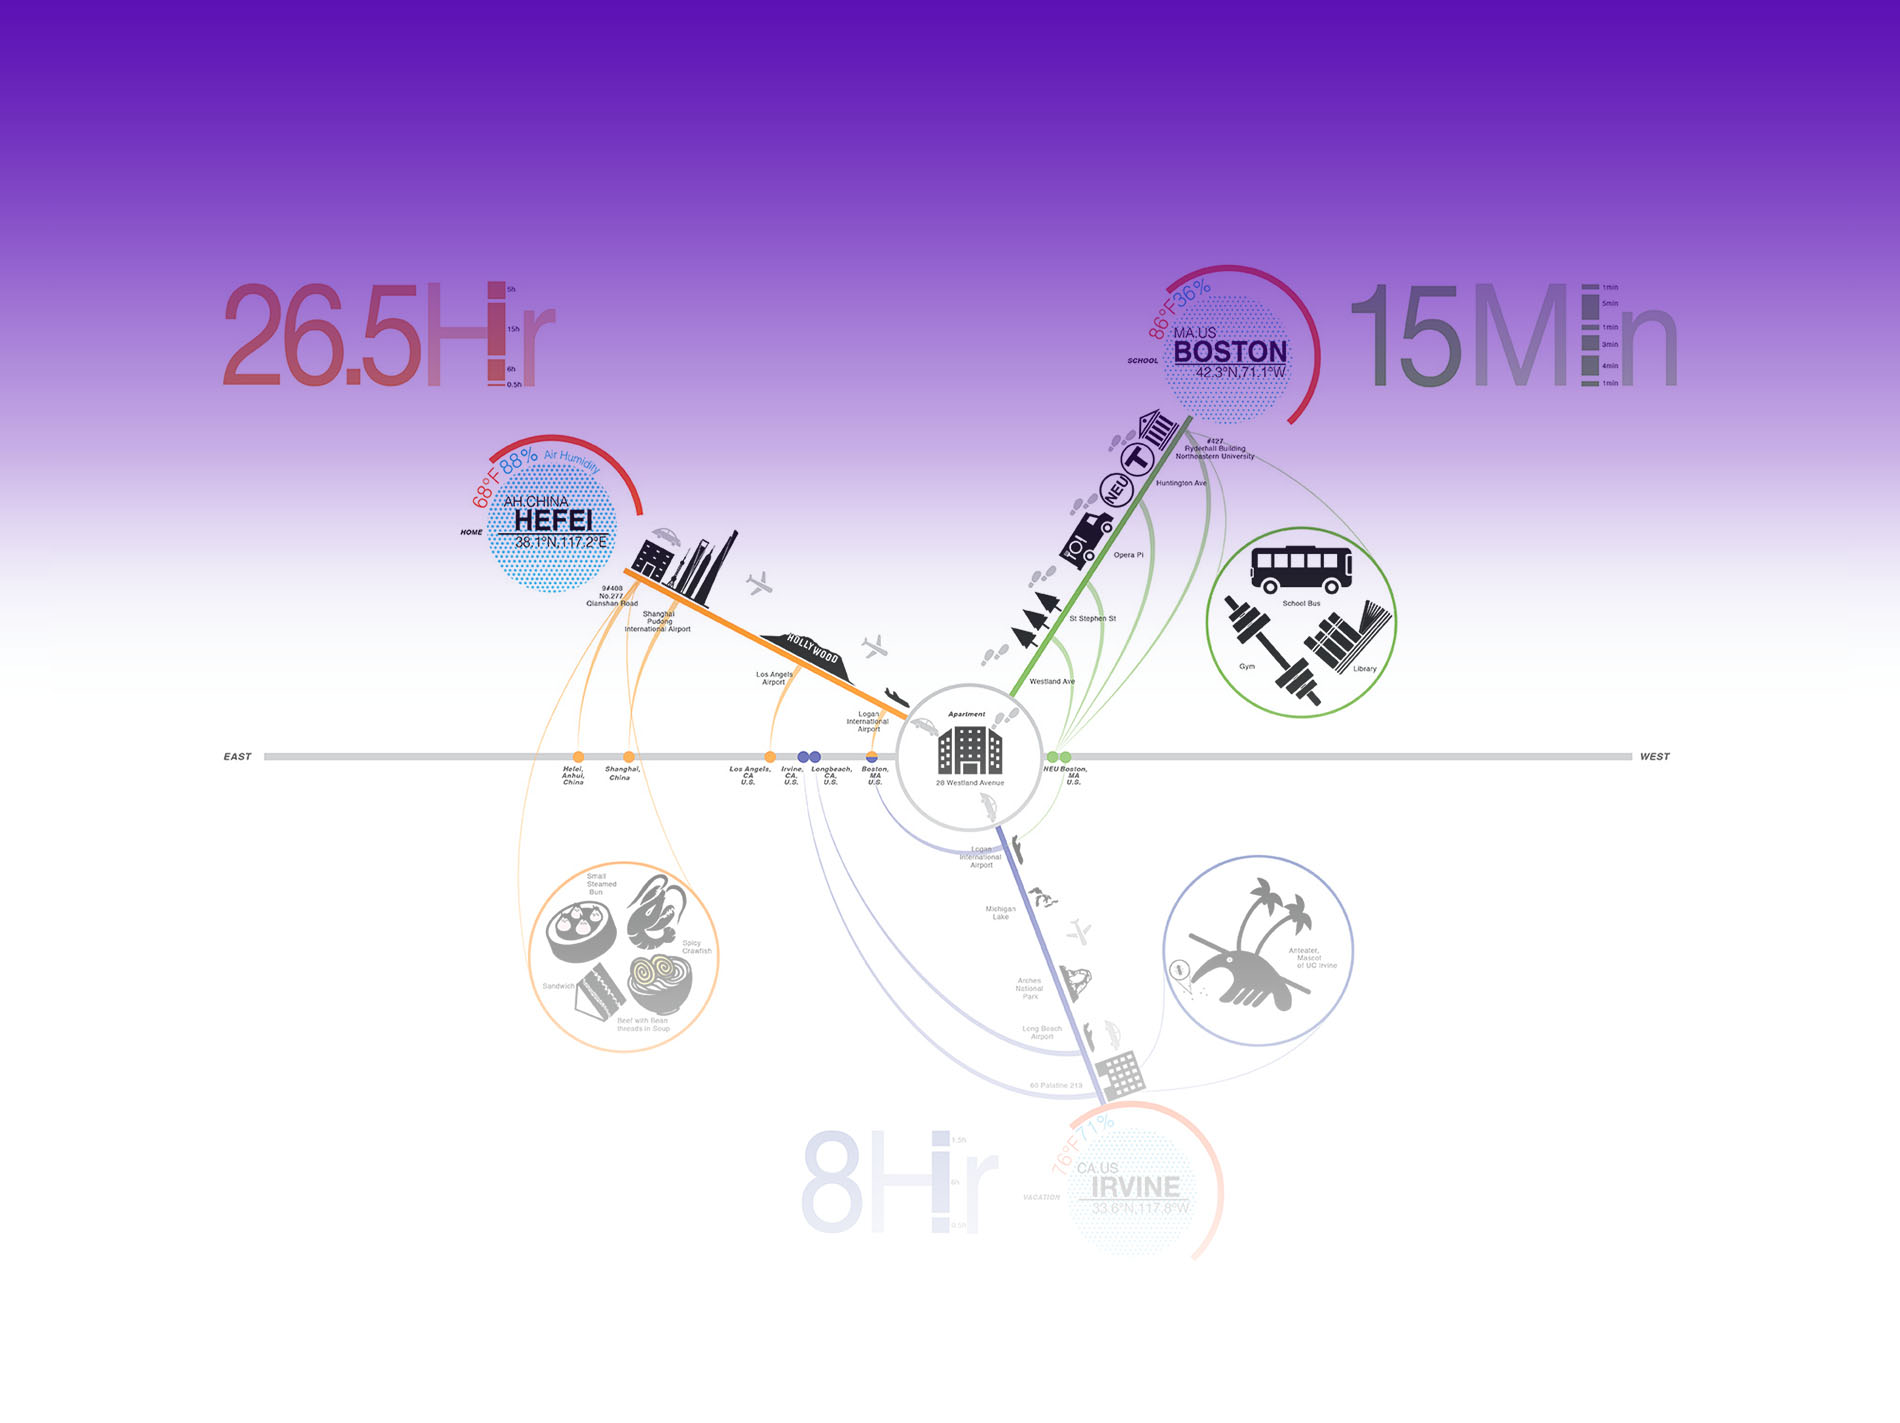 26.5Hr
5h
15h
6h
0.5h
86°F 36%
MA.US
SCHOOL
BOSTON
42.3°N,71.1°W
15Min
1min
5min
1min
3min
4min
1min
68°F 88% Air Humidity
AH.CHINA
HOME
HEFEI
38.1°N,117.2°E
#427
Ryderhall Building
Northeastern University
T
NEU
Huntington Ave
Opera Pl
St Stephen St
Westland Ave
School Bus
Gym
Library
9#408
No.277
Qianshan Road
Shanghai
Pudong
International Airport
HOLLYWOOD
Los Angels
Airport
Logan
International
Airport
Apartment
28 Westland Avenue
EAST
WEST
Hefei,
Anhui,
China
Shanghai,
China
Los Angels,
CA
U.S.
Irvine,
CA.
U.S.
Longbeach,
CA,
U.S.
Boston,
MA
U.S.
NEU
Boston,
MA
U.S.
Logan
International
Airport
Michigan
Lake
Arches
National
Park
Long Beach
Airport
60 Palatine 213
Small
Steamed
Bun
Spicy
Crawfish
Sandwich
Beef with Bean
threads in Soup
Anteater,
Mascot
of UC Irvine
8Hr
1.5h
6h
0.5h
76°F 71%
CA.US
VACATION
IRVINE
33.6°N,117.8°W